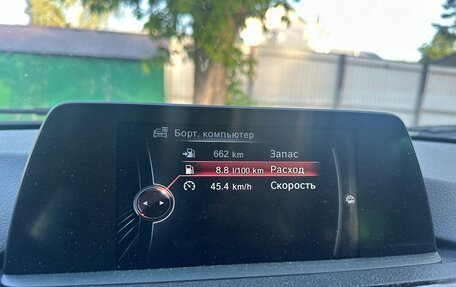 Борт. компьютер
662 km Запас
8.8 l/100 km Расход
45.4 km/h Скорость